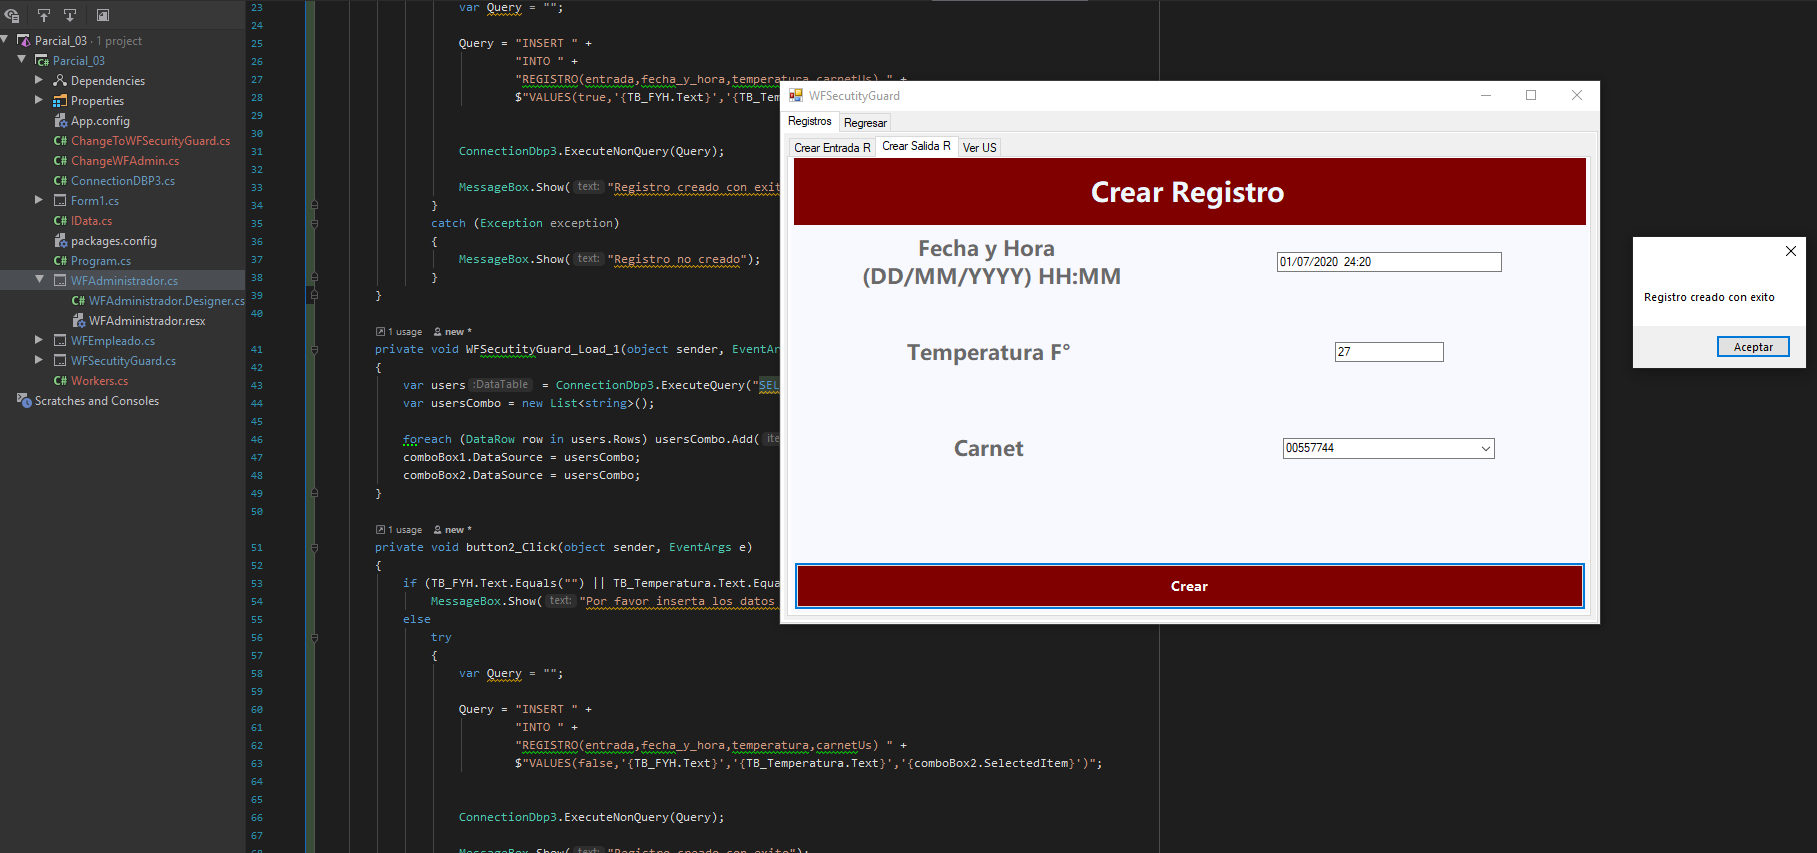 Parcial_03 · 1 project
Parcial_03
Dependencies
Properties
App.config
C# ChangeToWFSecurityGuard.cs
C# ChangeWFAdmin.cs
C# ConnectionDBP3.cs
Form1.cs
C# IData.cs
packages.config
C# Program.cs
WFAdministrador.cs
C# WFAdministrador.Designer.cs
WFAdministrador.resx
WFEmpleado.cs
WFSecutityGuard.cs
C# Workers.cs
Scratches and Consoles
23 var Query = "";
24
25 Query = "INSERT " +
26 "INTO " +
27 "REGISTRO(entrada,fecha_y_hora,temperatura,carnetUs) " +
28 $"VALUES(true,'{TB_FYH.Text}','{TB_Tem
29
30
31 ConnectionDbp3.ExecuteNonQuery(Query);
32
33 MessageBox.Show( text: "Registro creado con exit
34 }
35 catch (Exception exception)
36 {
37 MessageBox.Show( text: "Registro no creado");
38 }
39 }
40
1 usage new *
41 private void WFSecutityGuard_Load_1(object sender, EventAr
42 {
43 var users :DataTable = ConnectionDbp3.ExecuteQuery("SEL
44 var usersCombo = new List<string>();
45
46 foreach (DataRow row in users.Rows) usersCombo.Add( ite
47 comboBox1.DataSource = usersCombo;
48 comboBox2.DataSource = usersCombo;
49 }
50
1 usage new *
51 private void button2_Click(object sender, EventArgs e)
52 {
53 if (TB_FYH.Text.Equals("") || TB_Temperatura.Text.Equa
54 MessageBox.Show( text: "Por favor inserta los datos
55 else
56 try
57 {
58 var Query = "";
59
60 Query = "INSERT " +
61 "INTO " +
62 "REGISTRO(entrada,fecha_y_hora,temperatura,carnetUs) " +
63 $"VALUES(false,'{TB_FYH.Text}','{TB_Temperatura.Text}','{comboBox2.SelectedItem}')";
64
65
66 ConnectionDbp3.ExecuteNonQuery(Query);
67
68 MessageBox.Show( text: "Registro creado con exito");
WFSecutityGuard
Registros Regresar
Crear Entrada R Crear Salida R Ver US
Crear Registro
Fecha y Hora
(DD/MM/YYYY) HH:MM
01/07/2020 24:20
Temperatura F°
27
Carnet
00557744
Crear
Registro creado con exito
Aceptar